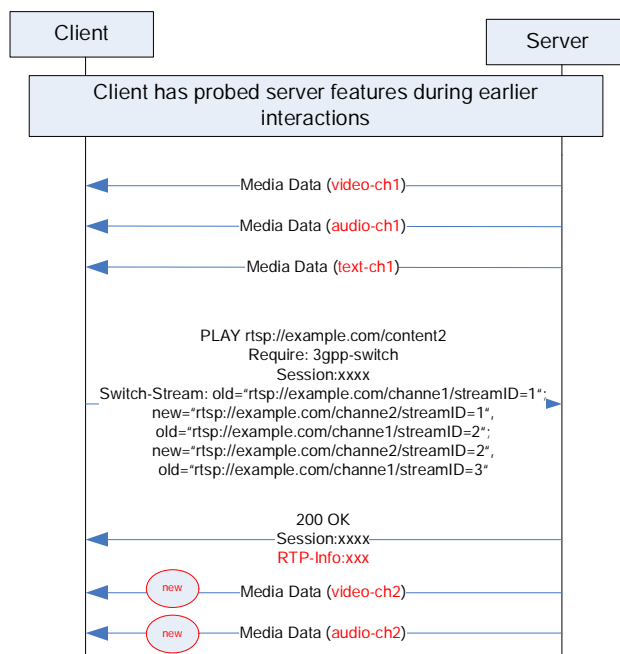 Client
Server
Client has probed server features during earlier
interactions
Media Data (video-ch1)
Media Data (audio-ch1)
Media Data (text-ch1)
PLAY rtsp://example.com/content2
Require: 3gpp-switch
Session:xxxx
Switch-Stream: old=“rtsp://example.com/channe1/streamID=1“;
new=“rtsp://example.com/channe2/streamID=1“,
old=“rtsp://example.com/channe1/streamID=2“;
new=“rtsp://example.com/channe2/streamID=2“,
old=“rtsp://example.com/channe1/streamID=3“
200 OK
Session:xxxx
RTP-Info:xxx
new
Media Data (video-ch2)
new
Media Data (audio-ch2)